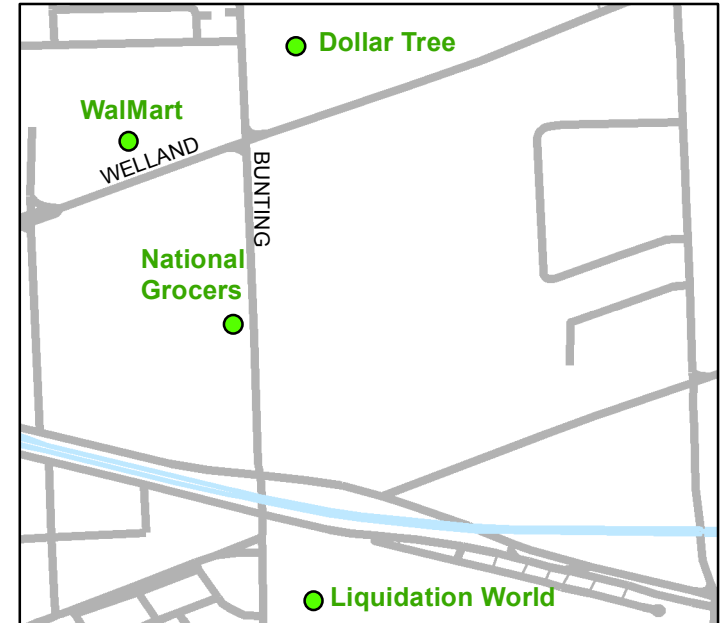 Dollar Tree
WalMart
WELLAND
BUNTING
National
Grocers
Liquidation World